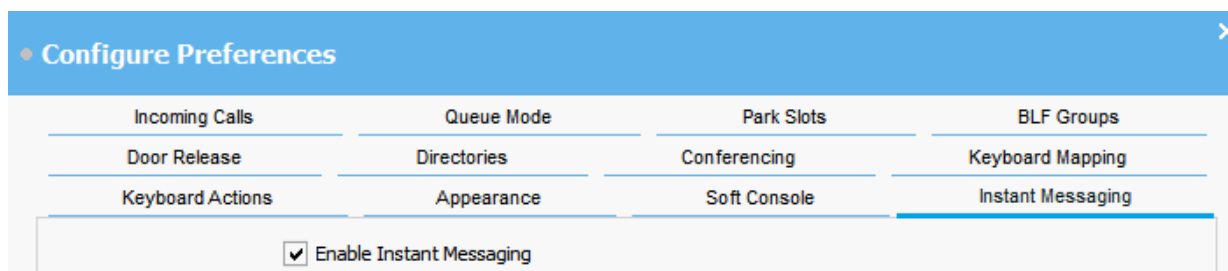 Configure Preferences
Incoming Calls Queue Mode Park Slots BLF Groups
Door Release Directories Conferencing Keyboard Mapping
Keyboard Actions Appearance Soft Console Instant Messaging
Enable Instant Messaging